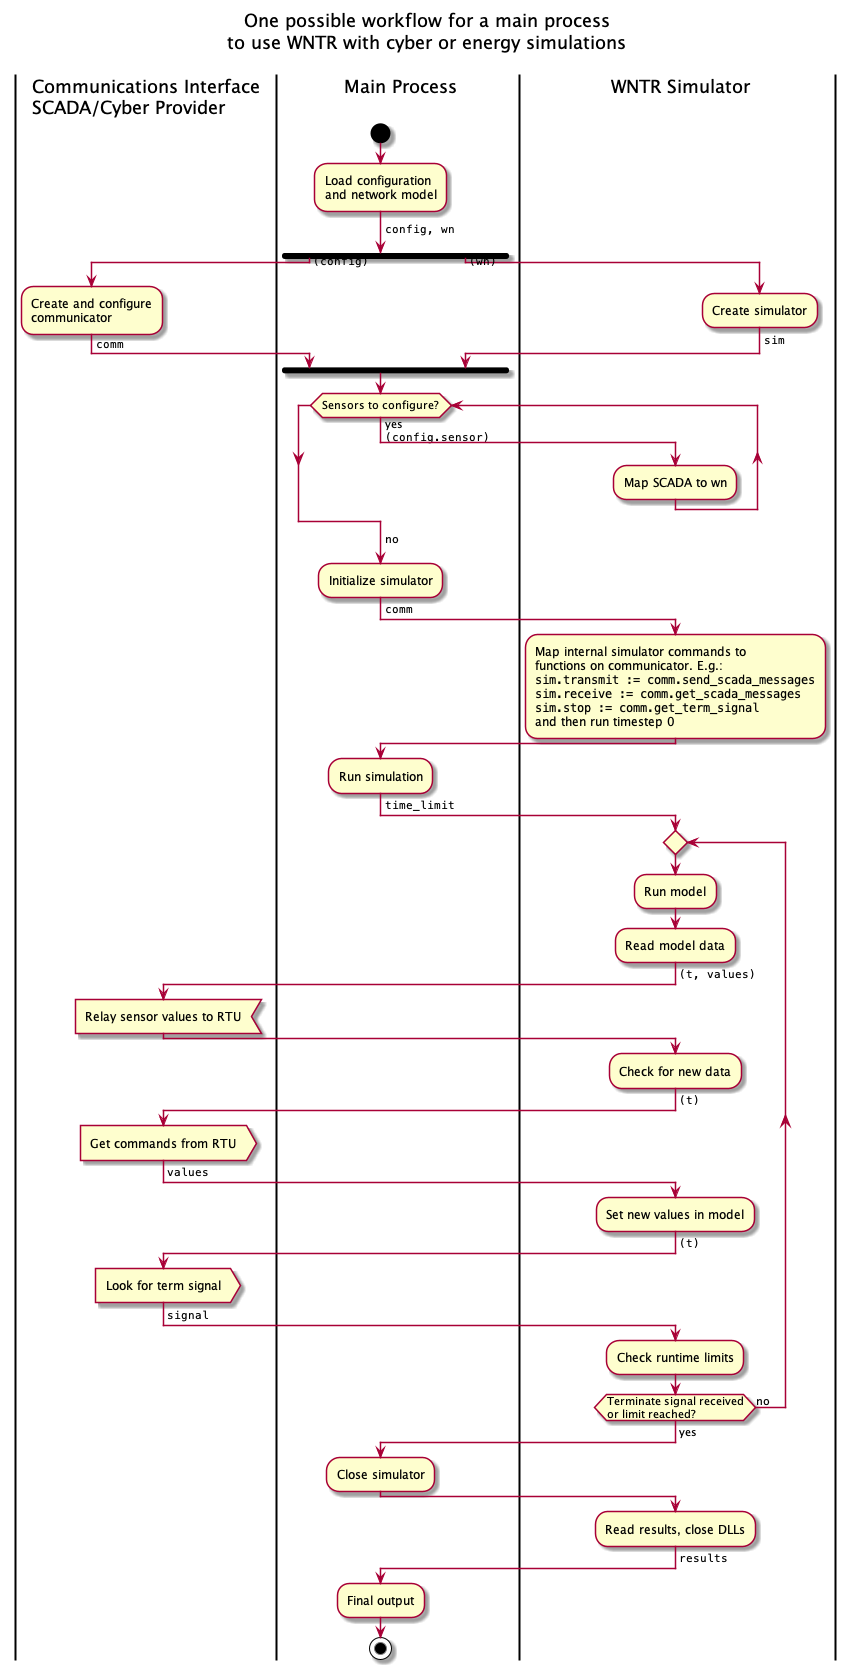 One possible workflow for a main process
to use WNTR with cyber or energy simulations
Communications Interface
SCADA/Cyber Provider
Main Process
WNTR Simulator
Load configuration
and network model
config, wn
(config)
(wn)
Create and configure
communicator
Create simulator
comm
sim
Sensors to configure?
yes
(config.sensor)
Map SCADA to wn
no
Initialize simulator
comm
Map internal simulator commands to
functions on communicator. E.g.:
sim.transmit := comm.send_scada_messages
sim.receive := comm.get_scada_messages
sim.stop := comm.get_term_signal
and then run timestep 0
Run simulation
time_limit
Run model
Read model data
(t, values)
Relay sensor values to RTU
Check for new data
(t)
Get commands from RTU
values
Set new values in model
(t)
Look for term signal
signal
Check runtime limits
Terminate signal received
or limit reached?
no
yes
Close simulator
Read results, close DLLs
results
Final output